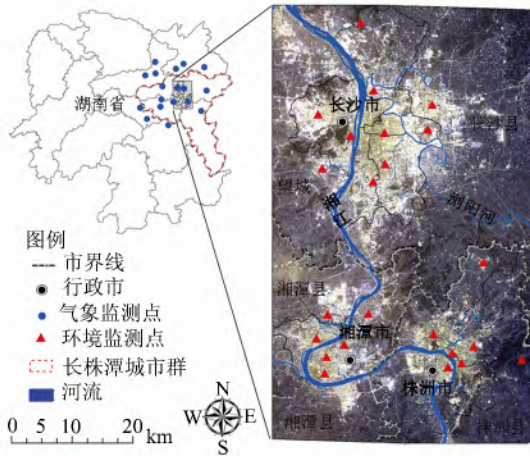 湖南省
图例
市界线
行政市
气象监测点
环境监测点
长株潭城市群
河流
0 10 20 km
N
W E
S
长沙市
长沙县
望城
浏阳河
湘江
湘潭县
湘潭市
株洲市
湘潭县
株洲县